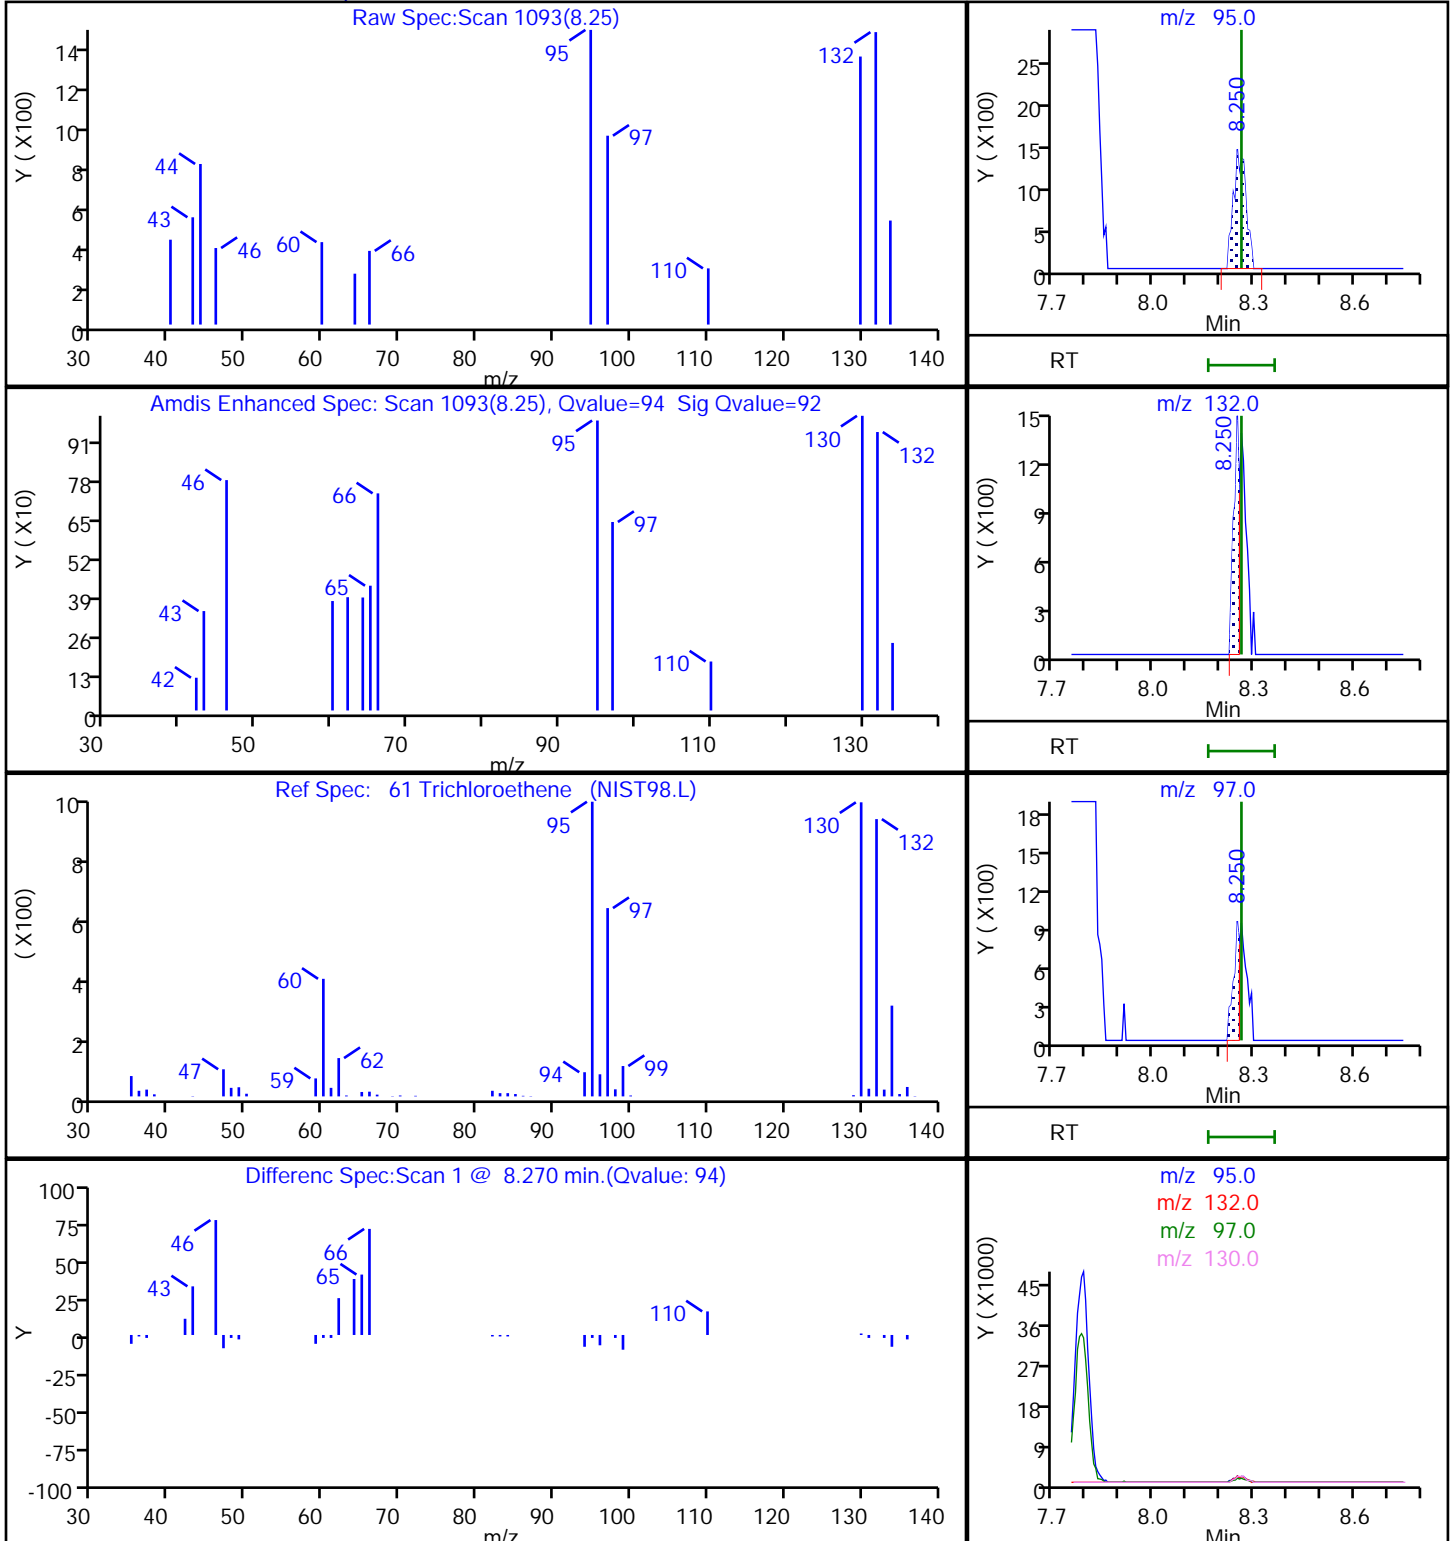 Raw Spec:Scan 1093(8.25)
Y ( X100)
14
12
10
8
6
4
2
0
44
43
46
60
66
95
97
110
132
30 40 50 60 70 80 90 100 110 120 130 140
m/z
m/z 95.0
Y ( X100)
25
20
15
10
5
0
8.250
7.7 8.0 8.3 8.6
Min
RT
Amdis Enhanced Spec: Scan 1093(8.25), Qvalue=94 Sig Qvalue=92
Y ( X10)
91
78
65
52
39
26
13
0
46
43
42
66
65
95
97
110
130
132
30 50 70 90 110 130
m/z
m/z 132.0
Y ( X100)
15
12
9
6
3
0
8.250
7.7 8.0 8.3 8.6
Min
RT
Ref Spec: 61 Trichloroethene (NIST98.L)
( X100)
10
8
6
4
2
0
47
60
59
62
95
97
94
99
130
132
30 40 50 60 70 80 90 100 110 120 130 140
m/z 97.0
Y ( X100)
18
15
12
9
6
3
0
8.250
7.7 8.0 8.3 8.6
Min
RT
Differenc Spec:Scan 1 @ 8.270 min.(Qvalue: 94)
Y
100
75
50
25
0
-25
-50
-75
-100
46
43
66
65
110
30 40 50 60 70 80 90 100 110 120 130 140
m/z
m/z 95.0
m/z 132.0
m/z 97.0
m/z 130.0
Y ( X1000)
45
36
27
18
9
0
7.7 8.0 8.3 8.6
Min